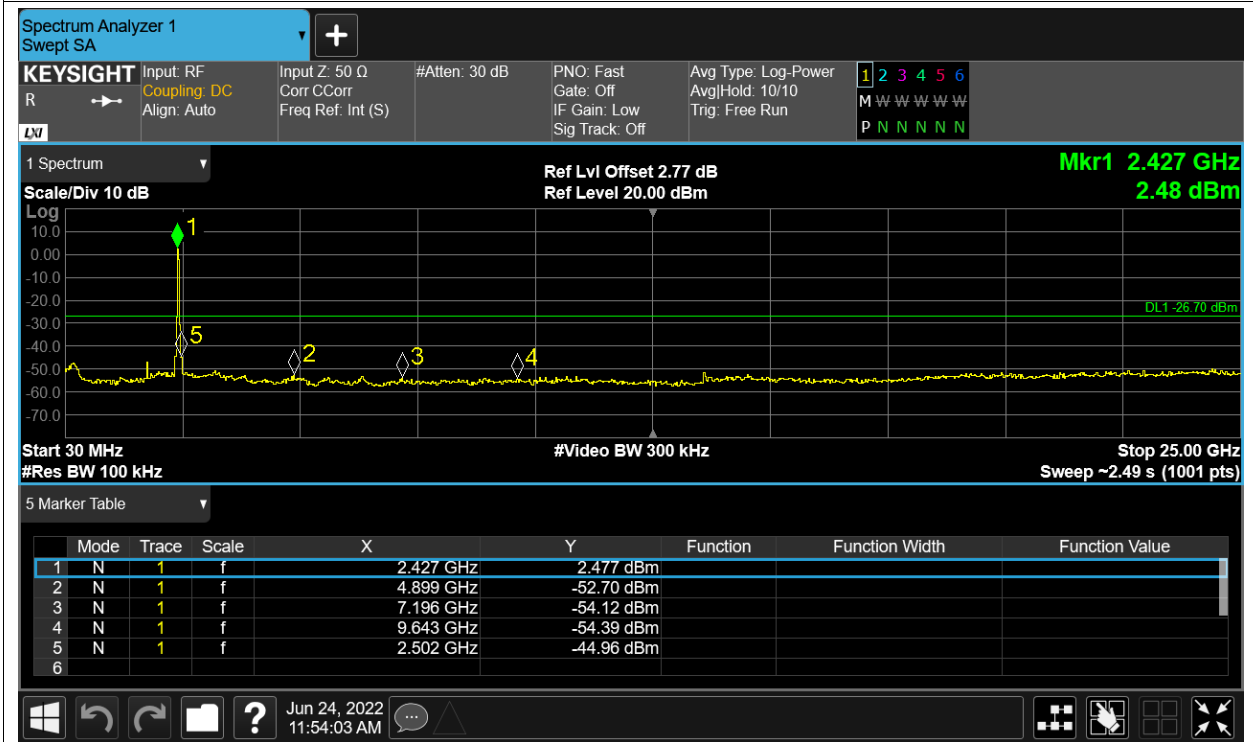 Spectrum Analyzer 1
Swept SA
KEYSIGHT Input: RF Input Z: 50 Ω #Atten: 30 dB PNO: Fast Avg Type: Log-Power 1 2 3 4 5 6
R Coupling: DC Corr CCorr Gate: Off Avg|Hold: 10/10 M W W W W W
Align: Auto Freq Ref: Int (S) IF Gain: Low Trig: Free Run
LXI Sig Track: Off P N N N N N
1 Spectrum Ref Lvl Offset 2.77 dB Mkr1 2.427 GHz
Scale/Div 10 dB Ref Level 20.00 dBm 2.48 dBm
Log
10.0 1
0.00
-10.0
-20.0 DL1 -26.70 dBm
-30.0 5
-40.0 2 3 4
-50.0
-60.0
-70.0
Start 30 MHz #Video BW 300 kHz Stop 25.00 GHz
#Res BW 100 kHz Sweep ~2.49 s (1001 pts)
5 Marker Table
Mode Trace Scale X Y Function Function Width Function Value
1 N 1 f 2.427 GHz 2.477 dBm
2 N 1 f 4.899 GHz -52.70 dBm
3 N 1 f 7.196 GHz -54.12 dBm
4 N 1 f 9.643 GHz -54.39 dBm
5 N 1 f 2.502 GHz -44.96 dBm
6
? Jun 24, 2022
11:54:03 AM